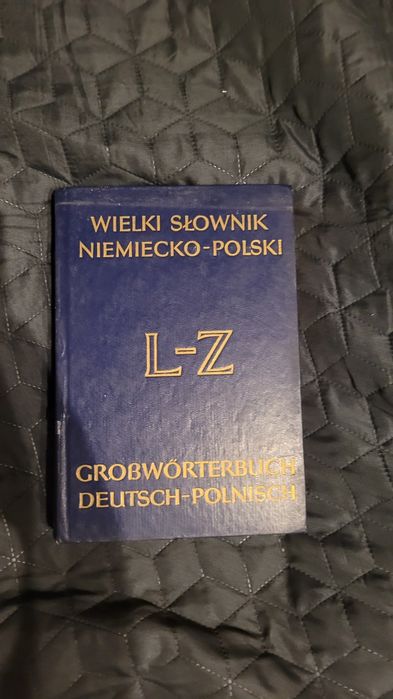 WIELKI SŁOWNIK
NIEMIECKO-POLSKI
L-Z
GROßWÖRTERBUCH
DEUTSCH-POLNISCH